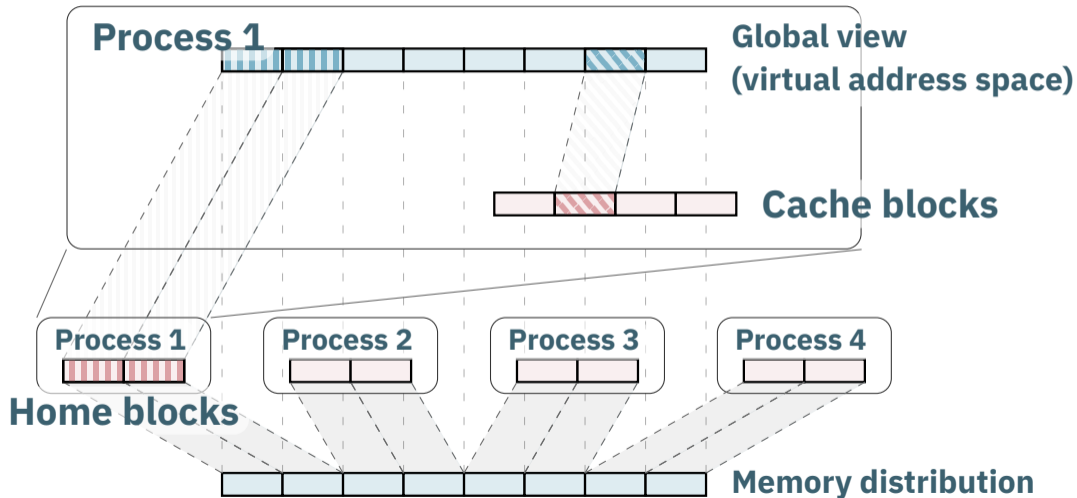 Process 1
Global view
(virtual address space)
Cache blocks
Process 1
Process 2
Process 3
Process 4
Home blocks
Memory distribution